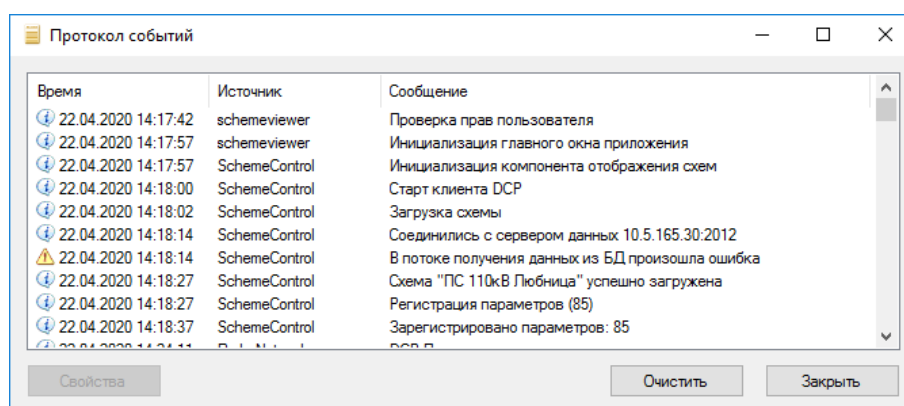 Протокол событий
Время Источник Сообщение
22.04.2020 14:17:42 schemeviewer Проверка прав пользователя
22.04.2020 14:17:57 schemeviewer Инициализация главного окна приложения
22.04.2020 14:17:57 SchemeControl Инициализация компонента отображения схем
22.04.2020 14:18:00 SchemeControl Старт клиента DCP
22.04.2020 14:18:02 SchemeControl Загрузка схемы
22.04.2020 14:18:14 SchemeControl Соединились с сервером данных 10.5.165.30:2012
22.04.2020 14:18:14 SchemeControl В потоке получения данных из БД произошла ошибка
22.04.2020 14:18:27 SchemeControl Схема "ПС 110кВ Любница" успешно загружена
22.04.2020 14:18:27 SchemeControl Регистрация параметров (85)
22.04.2020 14:18:37 SchemeControl Зарегистрировано параметров: 85
Свойства Очистить Закрыть